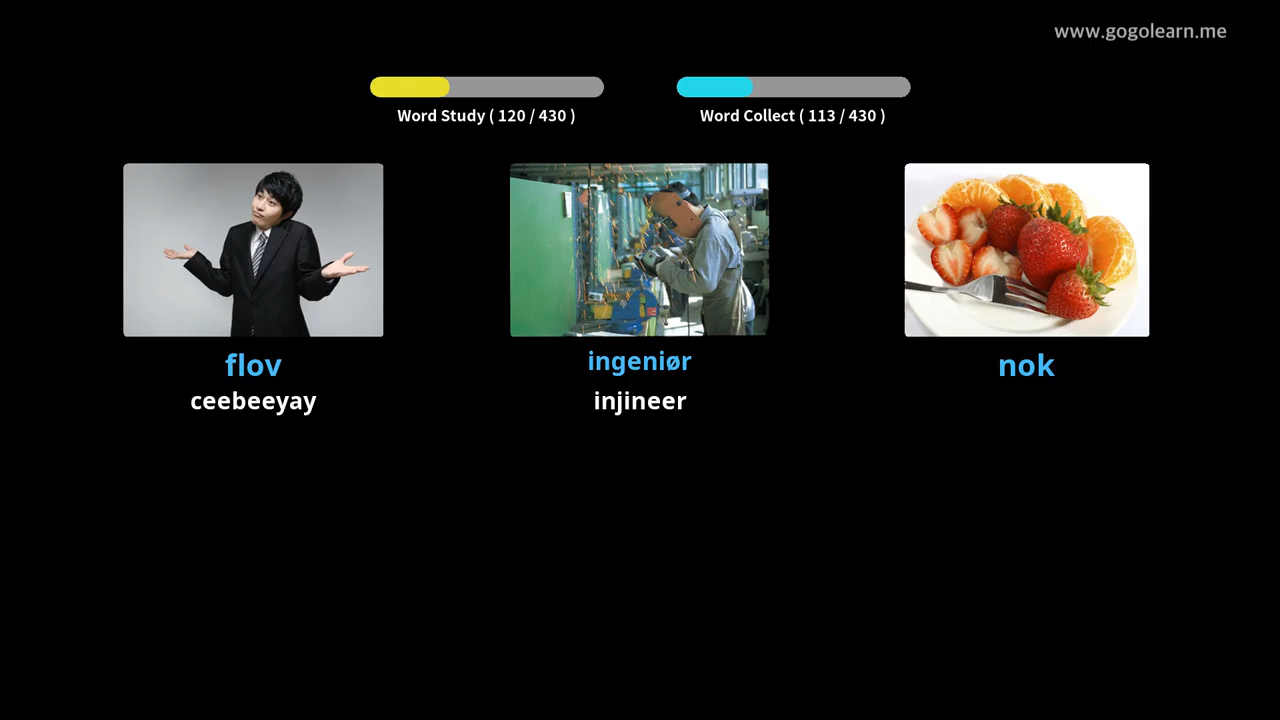 www.gogolearn.me
Word Study ( 120 / 430 )
Word Collect ( 113 / 430 )
flov
ceebeeyay
ingeniør
injineer
nok